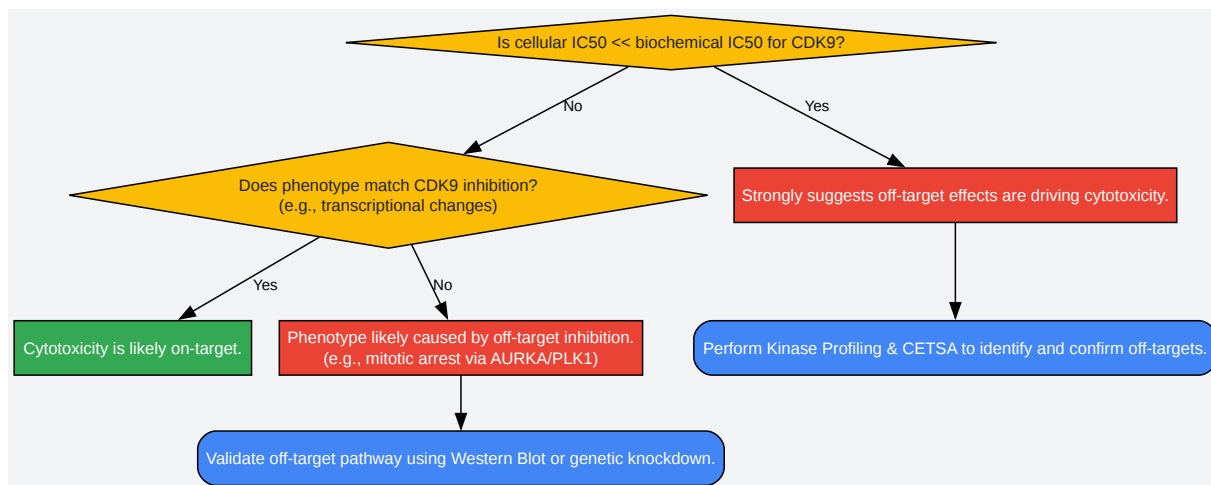 Is cellular IC50 << biochemical IC50 for CDK9?
No
Yes
Does phenotype match CDK9 inhibition?
(e.g., transcriptional changes)
Strongly suggests off-target effects are driving cytotoxicity.
Yes
No
Cytotoxicity is likely on-target.
Phenotype likely caused by off-target inhibition.
(e.g., mitotic arrest via AURKA/PLK1)
Perform Kinase Profiling & CETSA to identify and confirm off-targets.
Validate off-target pathway using Western Blot or genetic knockdown.